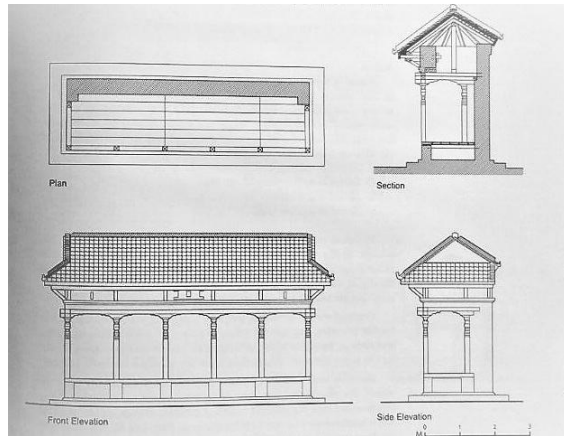 Plan
Section
Front Elevation
Side Elevation
M 0 1 2 3